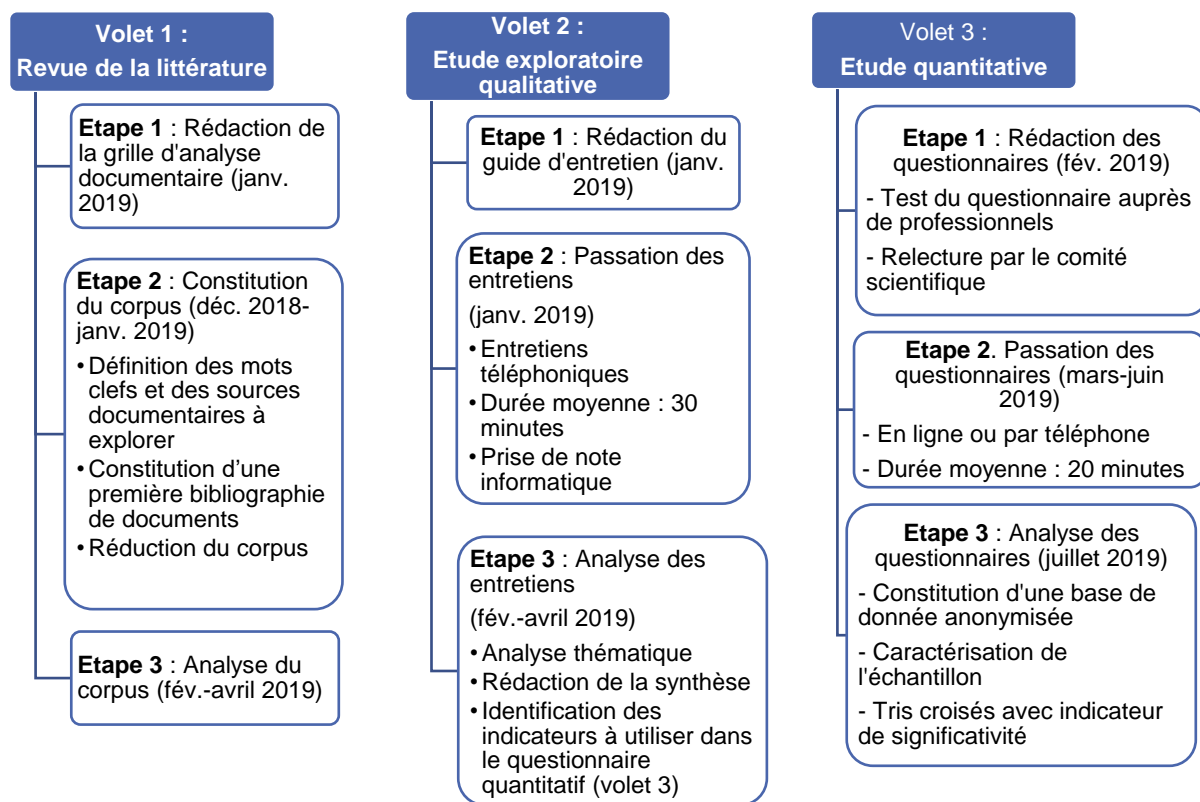 Volet 1 :
Revue de la littérature
Etape 1 : Rédaction de
la grille d'analyse
documentaire (janv.
2019)
Etape 2 : Constitution
du corpus (déc. 2018-
janv. 2019)
• Définition des mots
clefs et des sources
documentaires à
explorer
• Constitution d’une
première bibliographie
de documents
• Réduction du corpus
Etape 3 : Analyse du
corpus (fév.-avril 2019)
Volet 2 :
Etude exploratoire
qualitative
Etape 1 : Rédaction du
guide d'entretien (janv.
2019)
Etape 2 : Passation des
entretiens
(janv. 2019)
• Entretiens
téléphoniques
• Durée moyenne : 30
minutes
• Prise de note
informatique
Etape 3 : Analyse des
entretiens
(fév.-avril 2019)
• Analyse thématique
• Rédaction de la synthèse
• Identification des
indicateurs à utiliser dans
le questionnaire
quantitatif (volet 3)
Volet 3 :
Etude quantitative
Etape 1 : Rédaction des
questionnaires (fév. 2019)
- Test du questionnaire auprès
de professionnels
- Relecture par le comité
scientifique
Etape 2. Passation des
questionnaires (mars-juin
2019)
- En ligne ou par téléphone
- Durée moyenne : 20 minutes
Etape 3 : Analyse des
questionnaires (juillet 2019)
- Constitution d'une base de
donnée anonymisée
- Caractérisation de
l'échantillon
- Tris croisés avec indicateur
de significativité